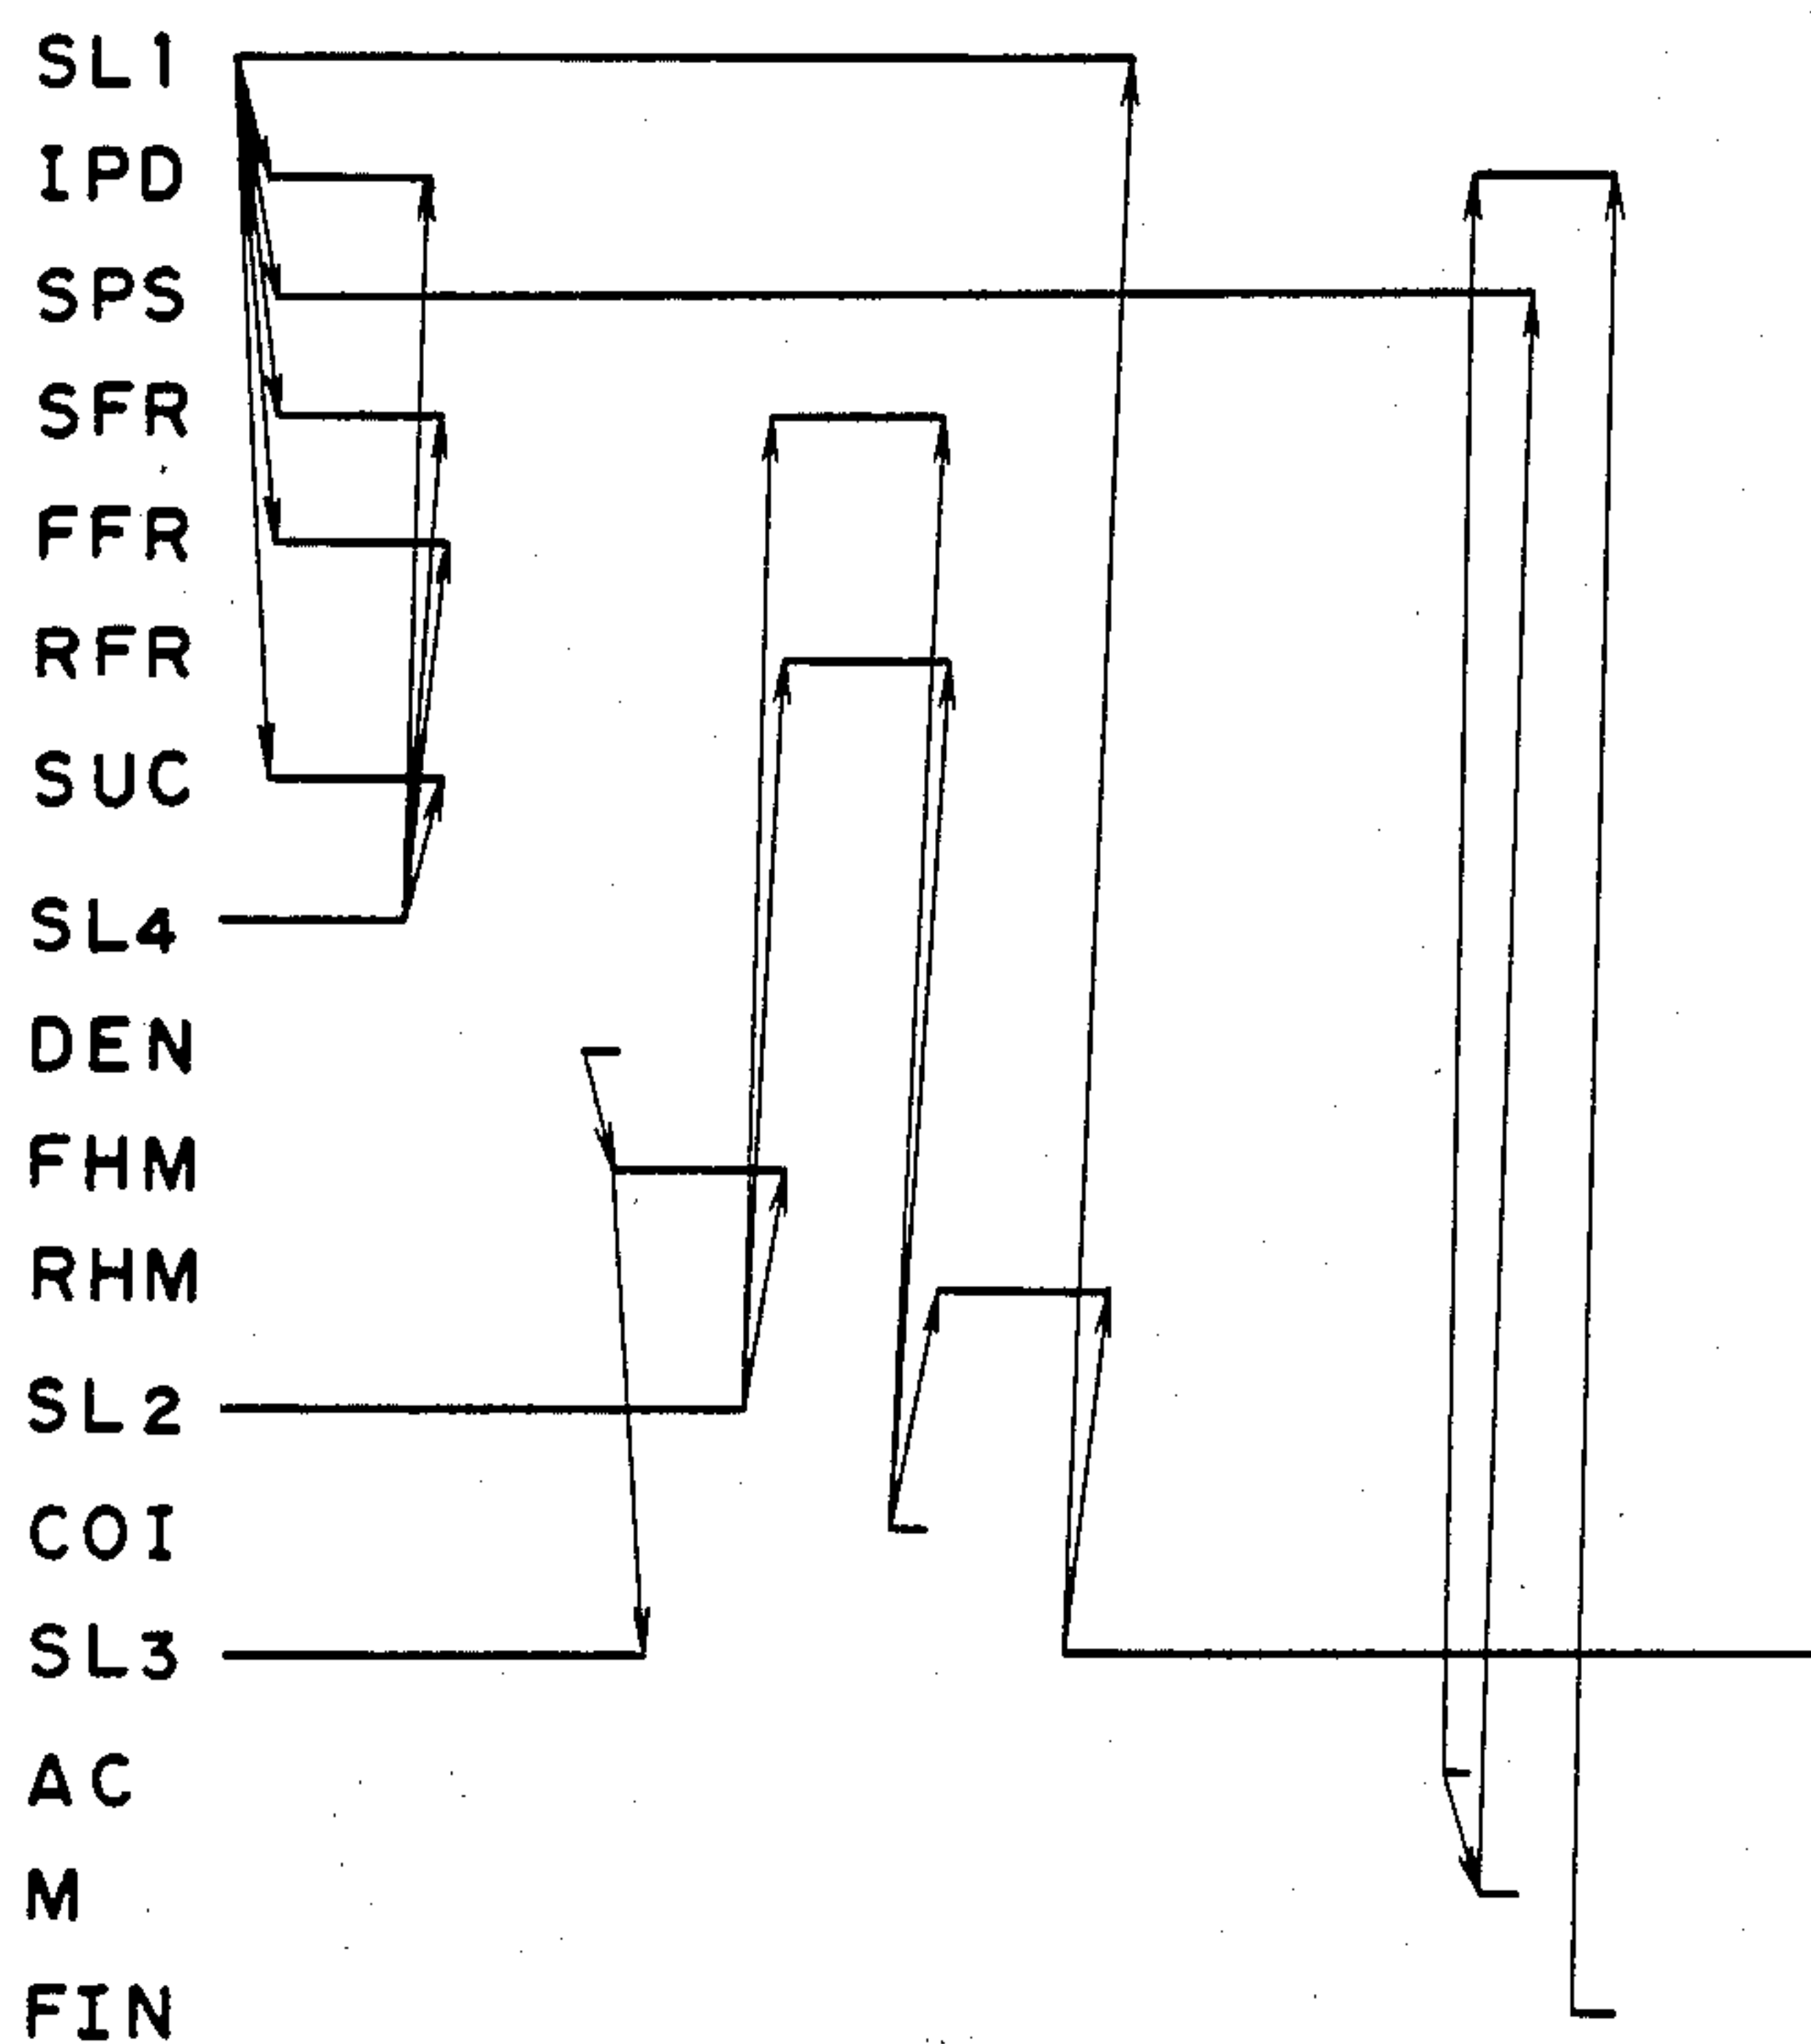 SL1
IPD
SPS
SFR
FFR
RFR
SUC
SL4
DEN
FHM
RHM
SL2
COI
SL3
AC
M
FIN